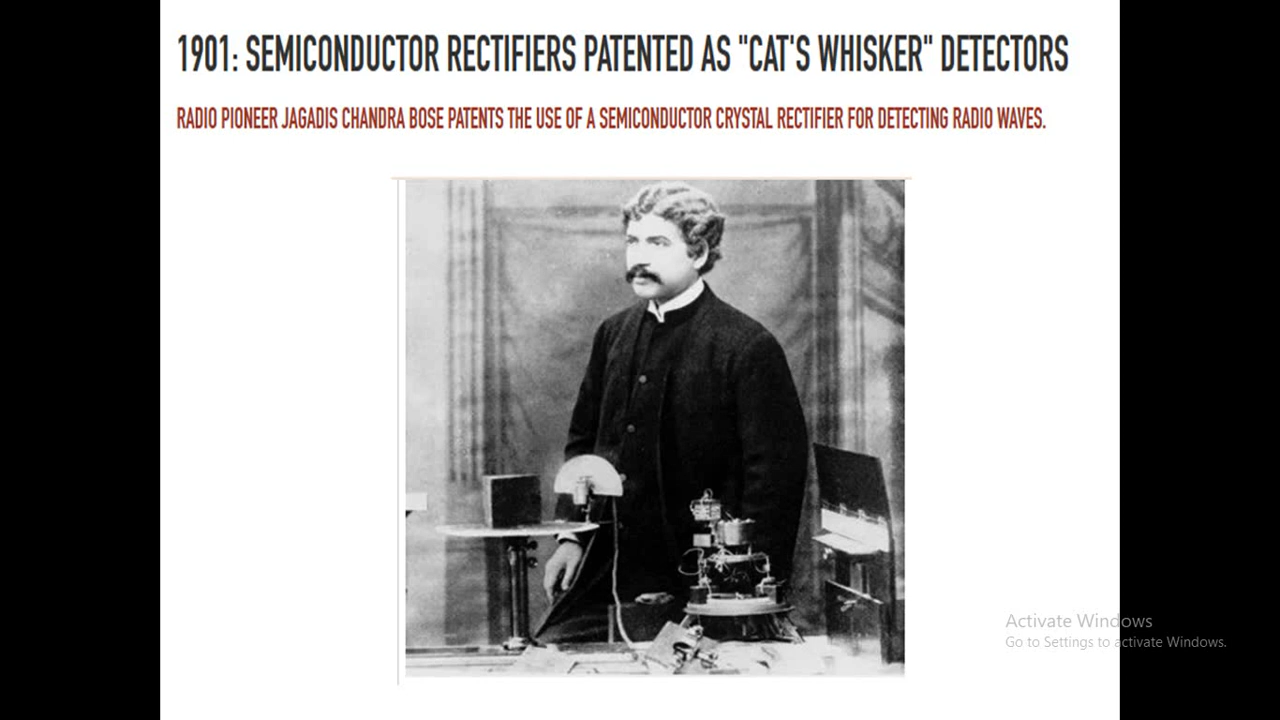 1901: SEMICONDUCTOR RECTIFIERS PATENTED AS "CAT'S WHISKER" DETECTORS
RADIO PIONEER JAGADIS CHANDRA BOSE PATENTS THE USE OF A SEMICONDUCTOR CRYSTAL RECTIFIER FOR DETECTING RADIO WAVES.
Activate Windows
Go to Settings to activate Windows.